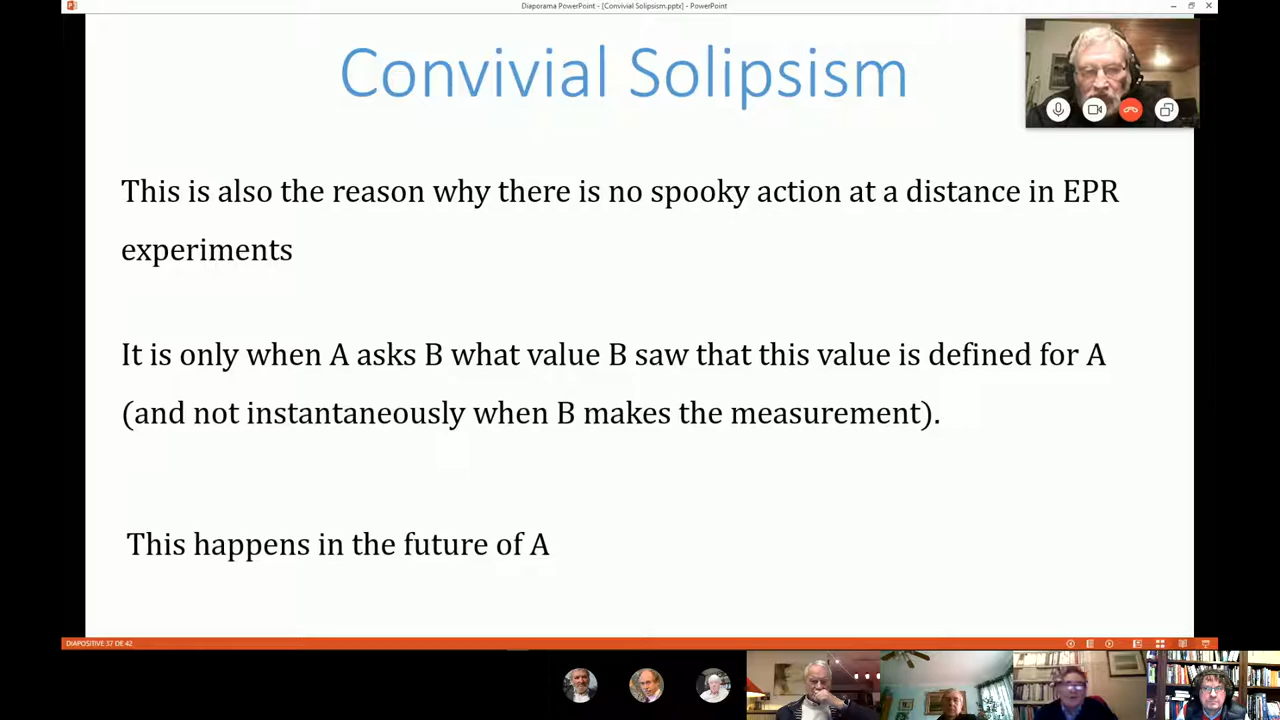 Diaporama PowerPoint - [Convivial Solipsism.pptx] - PowerPoint
Convivial Solipsism
This is also the reason why there is no spooky action at a distance in EPR
experiments
It is only when A asks B what value B saw that this value is defined for A
(and not instantaneously when B makes the measurement).
This happens in the future of A
DIAPOSITIVE 37 DE 42